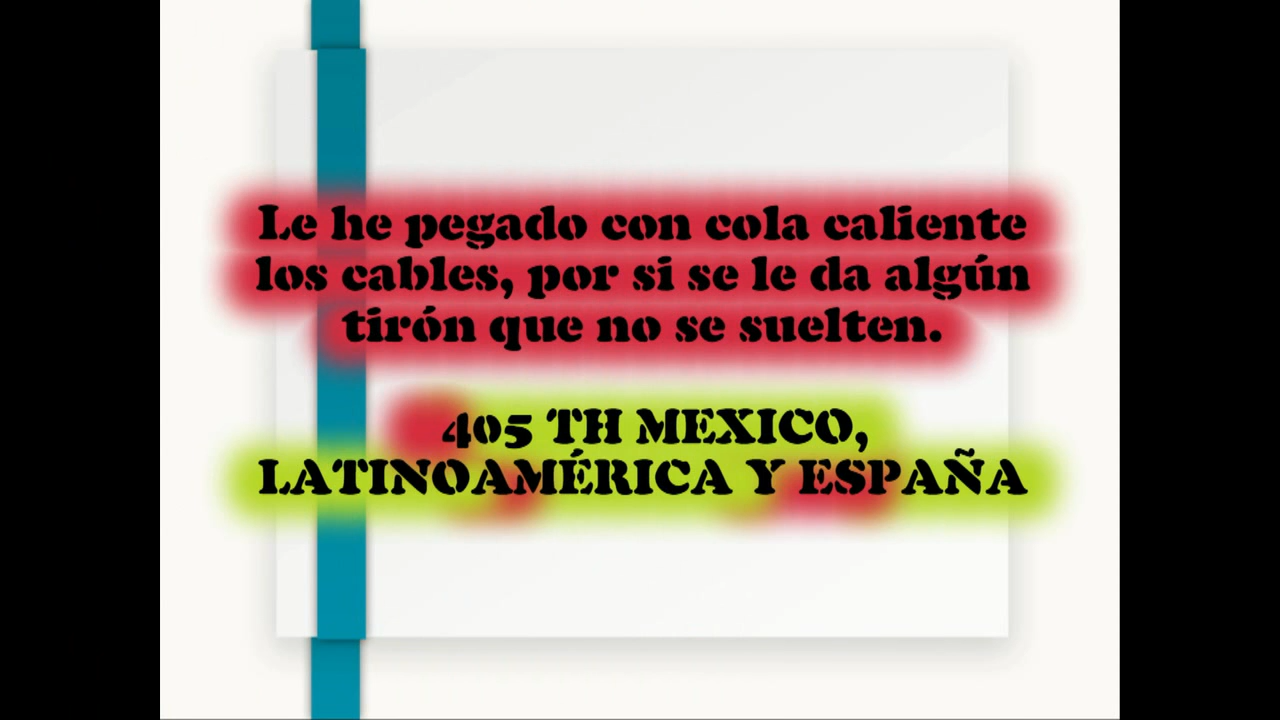 Le he pegado con cola caliente
los cables, por si se le da algún
tirón que no se suelten.
405 TH MEXICO,
LATINOAMÉRICA Y ESPAÑA